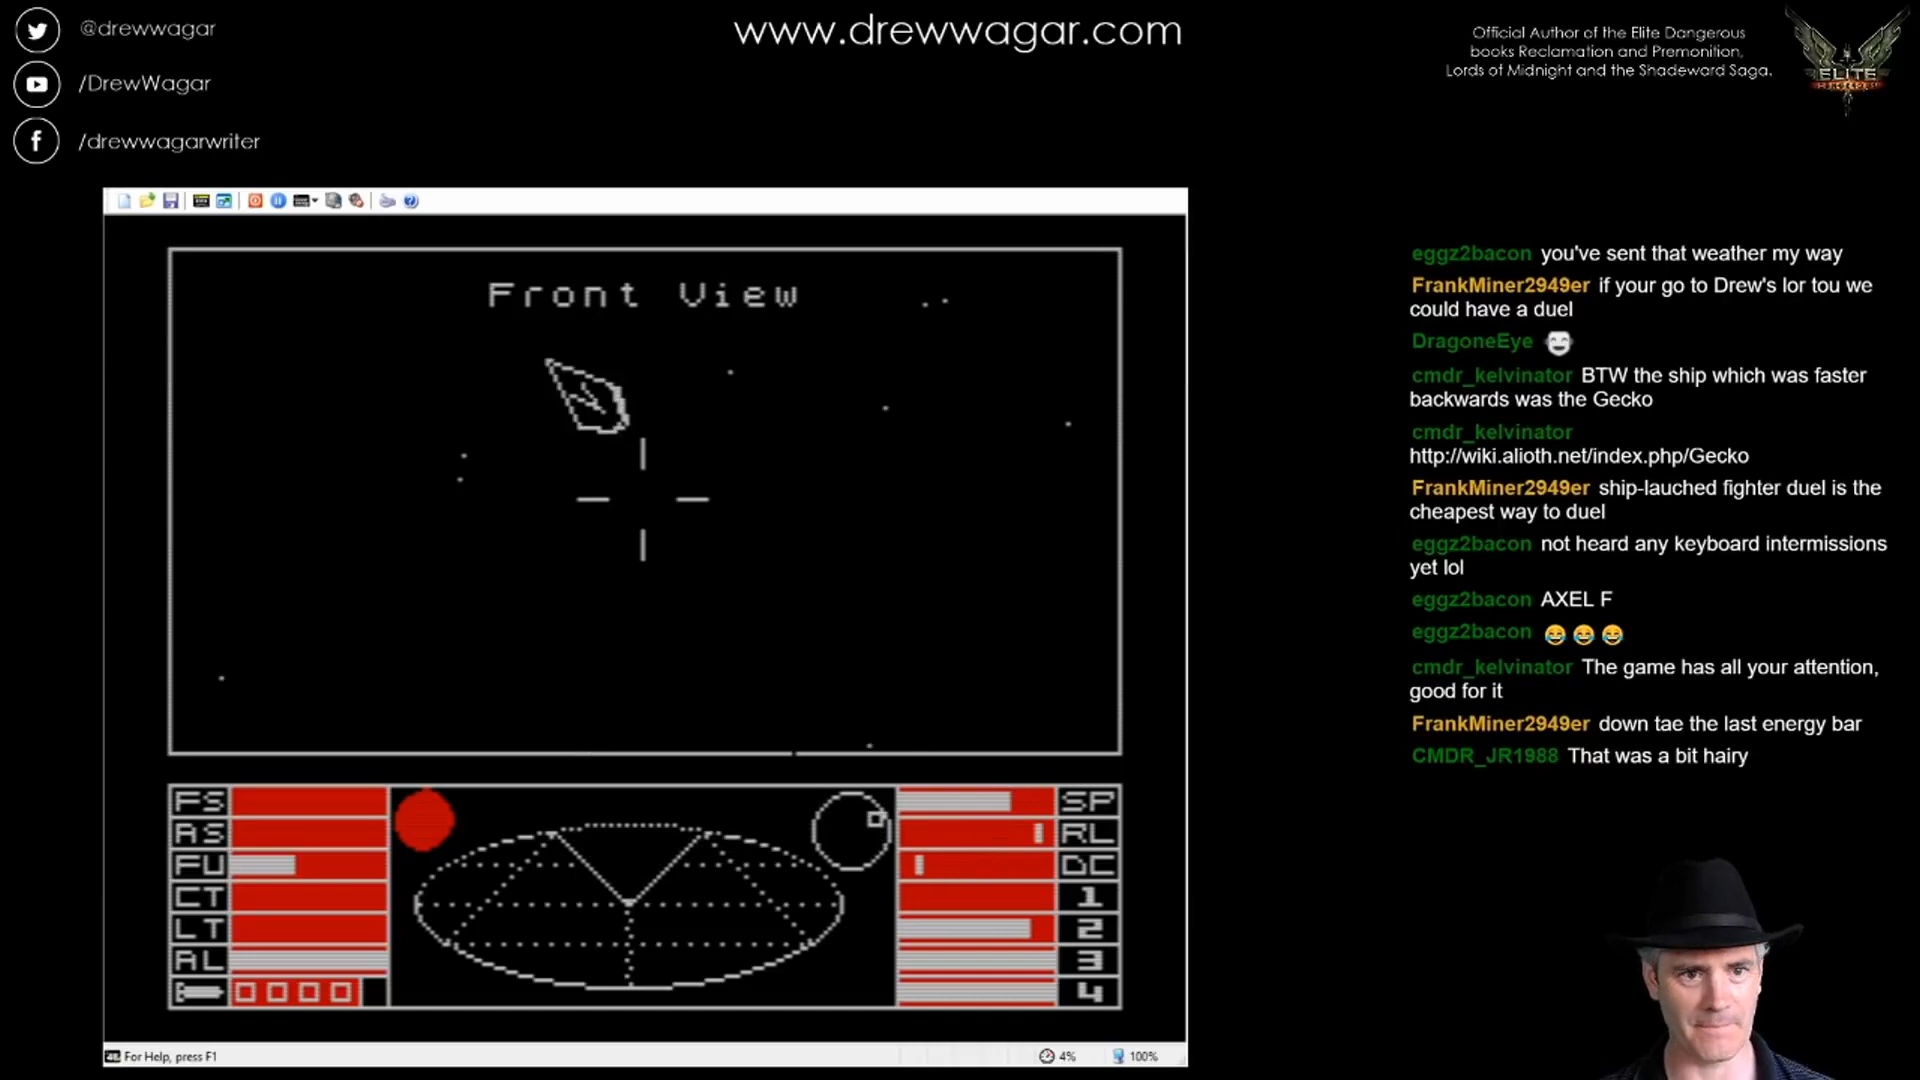 @drewwagar
/DrewWagar
/drewwagarwriter
www.drewwagar.com
Official Author of the Elite Dangerous
books Reclamation and Premonition,
Lords of Midnight and the Shadeward Saga.
ELITE
DANGEROUS
Front View
FS
AS
FU
CT
LT
AL
SP
RL
DC
1
2
3
4
For Help, press F1
4%
100%
eggz2bacon you've sent that weather my way
FrankMiner2949er if your go to Drew's lor tou we
could have a duel
DragoneEye
cmdr_kelvinator BTW the ship which was faster
backwards was the Gecko
cmdr_kelvinator
http://wiki.alioth.net/index.php/Gecko
FrankMiner2949er ship-lauched fighter duel is the
cheapest way to duel
eggz2bacon not heard any keyboard intermissions
yet lol
eggz2bacon AXEL F
eggz2bacon 😂 😂 😂
cmdr_kelvinator The game has all your attention,
good for it
FrankMiner2949er down tae the last energy bar
CMDR_JR1988 That was a bit hairy